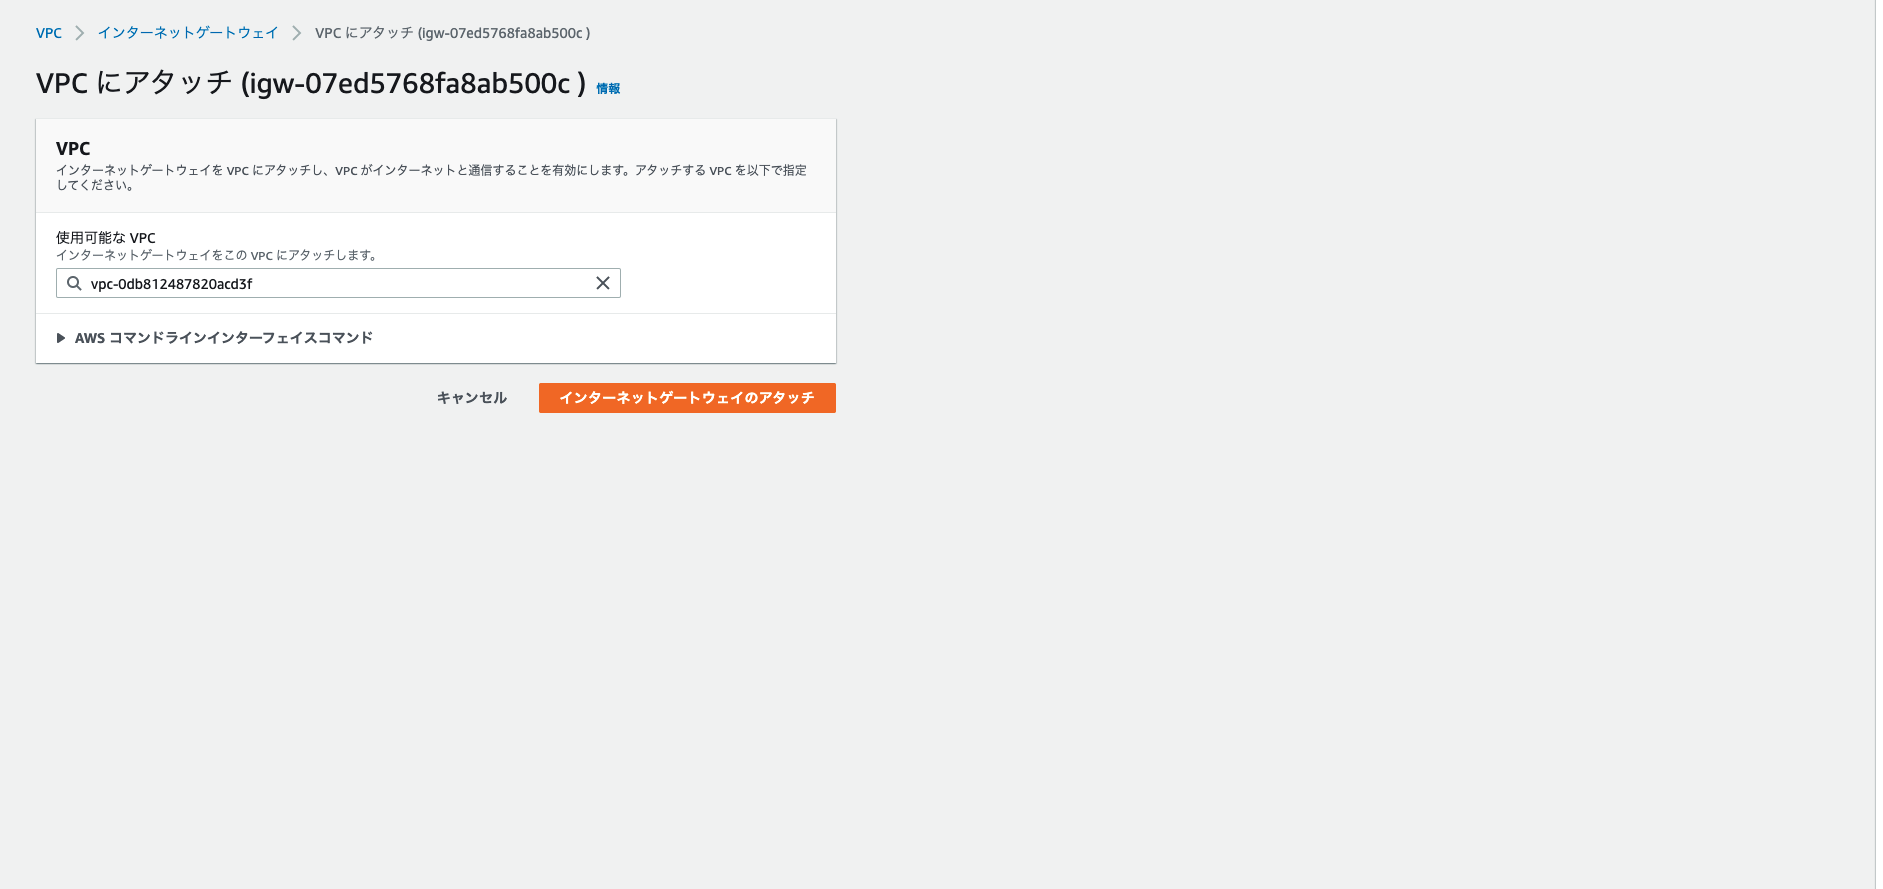 VPC インターネットゲートウェイ VPC にアタッチ (igw-07ed5768fa8ab500c )
VPC にアタッチ (igw-07ed5768fa8ab500c ) 情報
VPC
インターネットゲートウェイを VPC にアタッチし、VPC がインターネットと通信することを有効にします。アタッチする VPC を以下で指定
してください。
使用可能な VPC
インターネットゲートウェイをこの VPC にアタッチします。
vpc-0db812487820acd3f
AWS コマンドラインインターフェイスコマンド
キャンセル インターネットゲートウェイのアタッチ